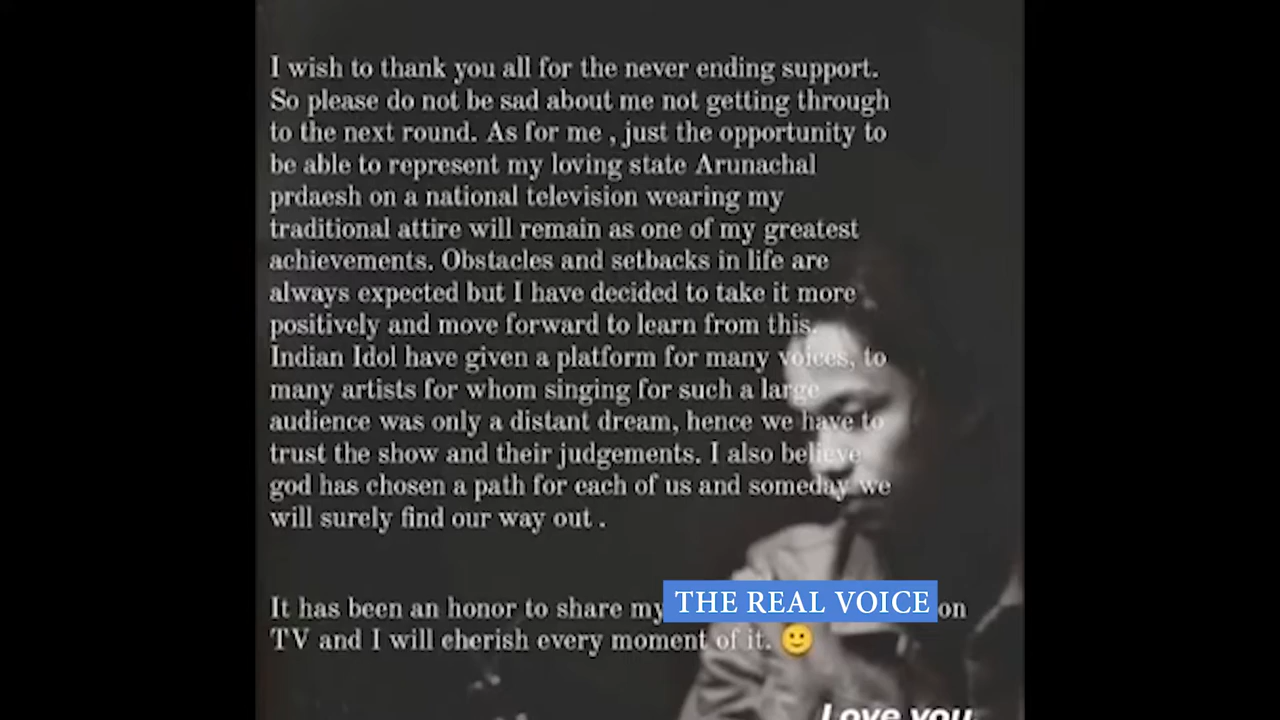 I wish to thank you all for the never ending support.
So please do not be sad about me not getting through
to the next round. As for me , just the opportunity to
be able to represent my loving state Arunachal
prdaesh on a national television wearing my
traditional attire will remain as one of my greatest
achievements. Obstacles and setbacks in life are
always expected but I have decided to take it more
positively and move forward to learn from this.
Indian Idol have given a platform for many voices, to
many artists for whom singing for such a large
audience was only a distant dream, hence we have to
trust the show and their judgements. I also believe
god has chosen a path for each of us and someday we
will surely find our way out .
It has been an honor to share my THE REAL VOICE on
TV and I will cherish every moment of it. 🙂
Love you